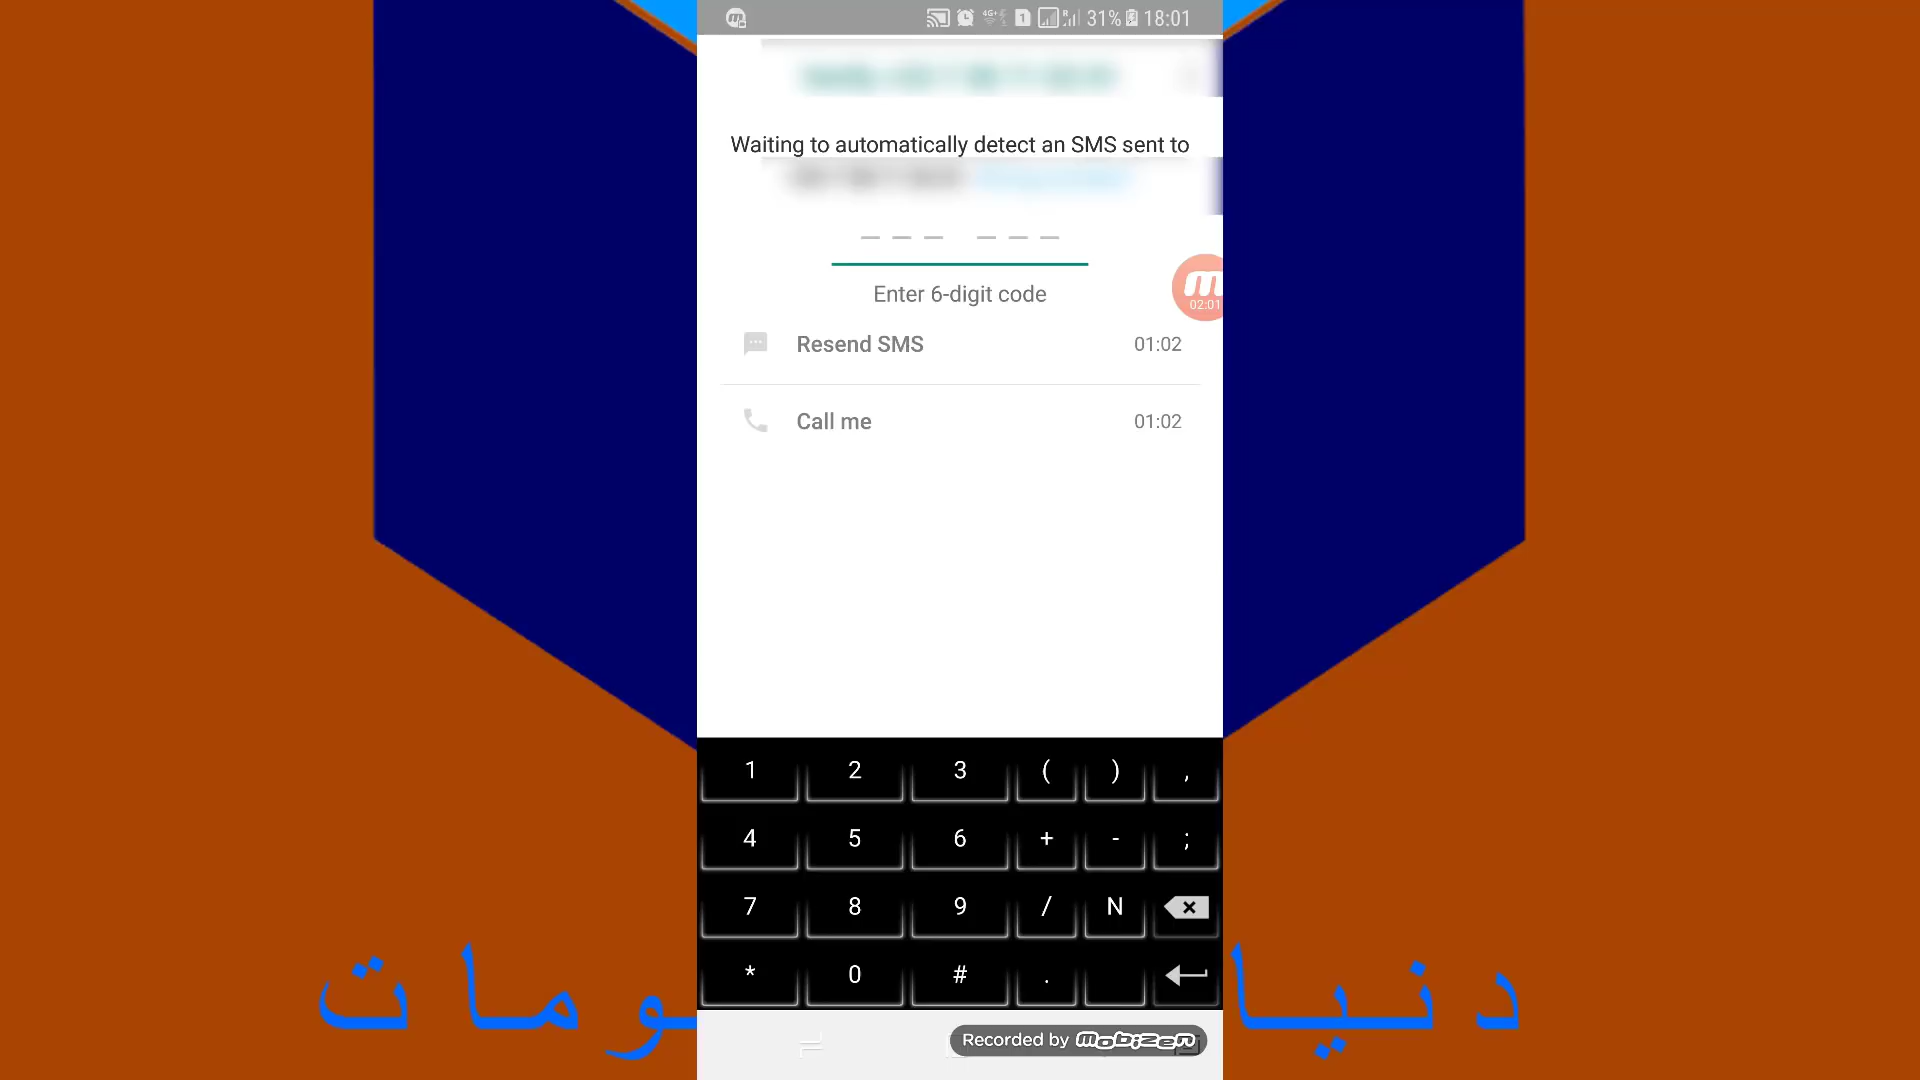 4G+ 1 R 31% 18:01
Waiting to automatically detect an SMS sent to
Enter 6-digit code
02:01
Resend SMS 01:02
Call me 01:02
1 2 3 ( ) ,
4 5 6 + - ;
7 8 9 / N
* 0 # .
دنيا ومات
Recorded by mobizen